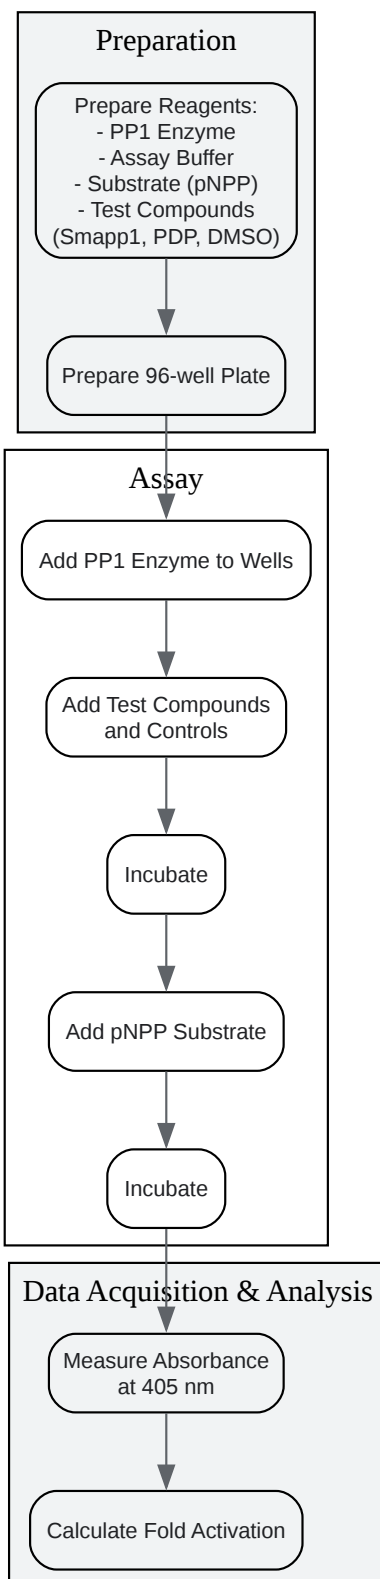 Preparation
Prepare Reagents:
- PP1 Enzyme
- Assay Buffer
- Substrate (pNPP)
- Test Compounds
(Smapp1, PDP, DMSO)
Prepare 96-well Plate
Assay
Add PP1 Enzyme to Wells
Add Test Compounds
and Controls
Incubate
Add pNPP Substrate
Incubate
Data Acquisition & Analysis
Measure Absorbance
at 405 nm
Calculate Fold Activation